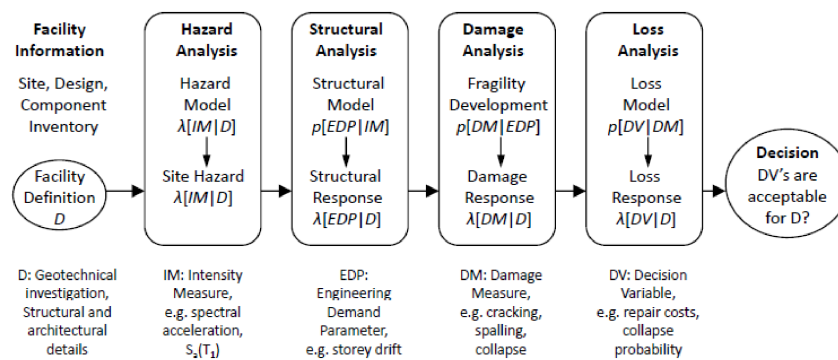 Facility
Information
Site, Design,
Component
Inventory
Facility
Definition
D
D: Geotechnical
investigation,
Structural and
architectural
details
Hazard
Analysis
Hazard
Model
λ[IM|D]
Site Hazard
λ[IM|D]
IM: Intensity
Measure,
e.g. spectral
acceleration,
Sₐ(T₁)
Structural
Analysis
Structural
Model
p[EDP|IM]
Structural
Response
λ[EDP|D]
EDP:
Engineering
Demand
Parameter,
e.g. storey drift
Damage
Analysis
Fragility
Development
p[DM|EDP]
Damage
Response
λ[DM|D]
DM: Damage
Measure,
e.g. cracking,
spalling,
collapse
Loss
Analysis
Loss
Model
p[DV|DM]
Loss
Response
λ[DV|D]
DV: Decision
Variable,
e.g. repair costs,
collapse
probability
Decision
DV's are
acceptable
for D?